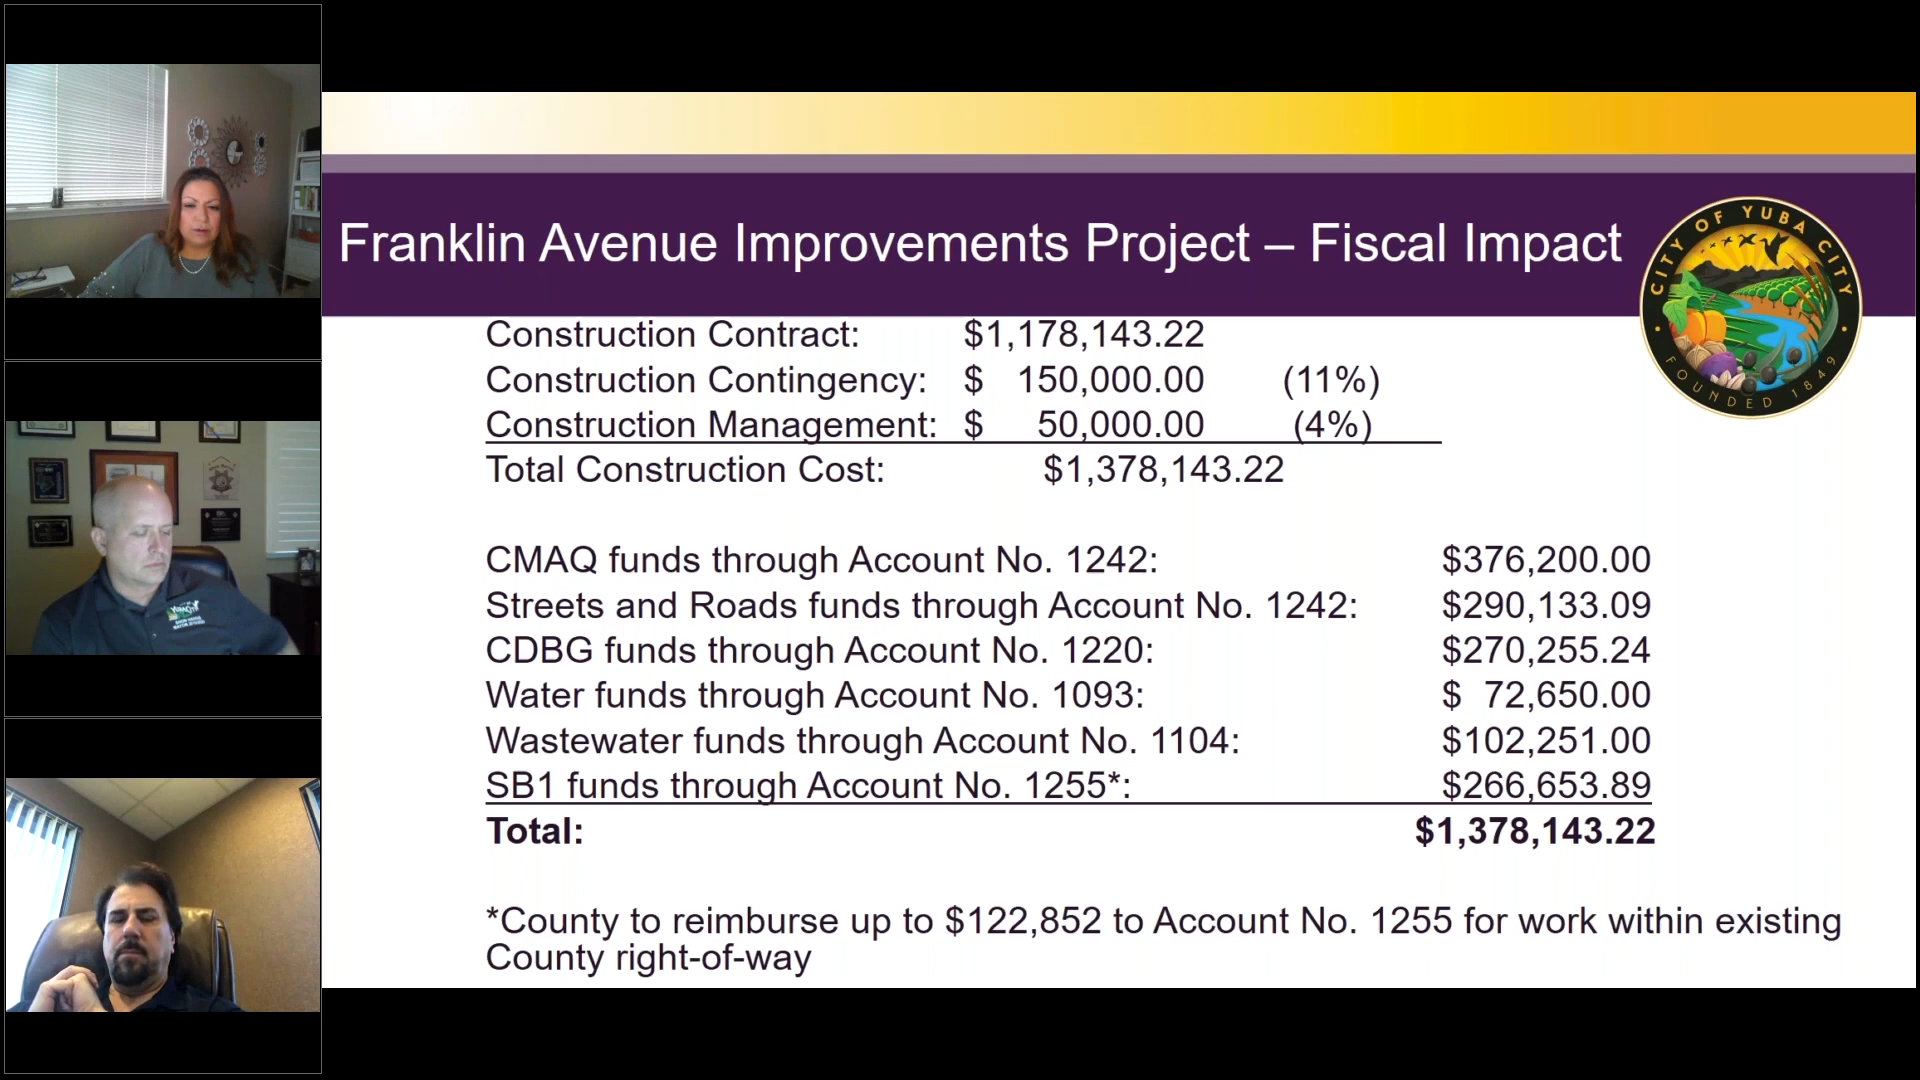 Franklin Avenue Improvements Project – Fiscal Impact
CITY OF YUBA CITY
FOUNDED 1849
Construction Contract: $1,178,143.22
Construction Contingency: $ 150,000.00 (11%)
Construction Management: $ 50,000.00 (4%)
Total Construction Cost: $1,378,143.22
CMAQ funds through Account No. 1242: $376,200.00
Streets and Roads funds through Account No. 1242: $290,133.09
CDBG funds through Account No. 1220: $270,255.24
Water funds through Account No. 1093: $ 72,650.00
Wastewater funds through Account No. 1104: $102,251.00
SB1 funds through Account No. 1255*: $266,653.89
Total: $1,378,143.22
*County to reimburse up to $122,852 to Account No. 1255 for work within existing
County right-of-way